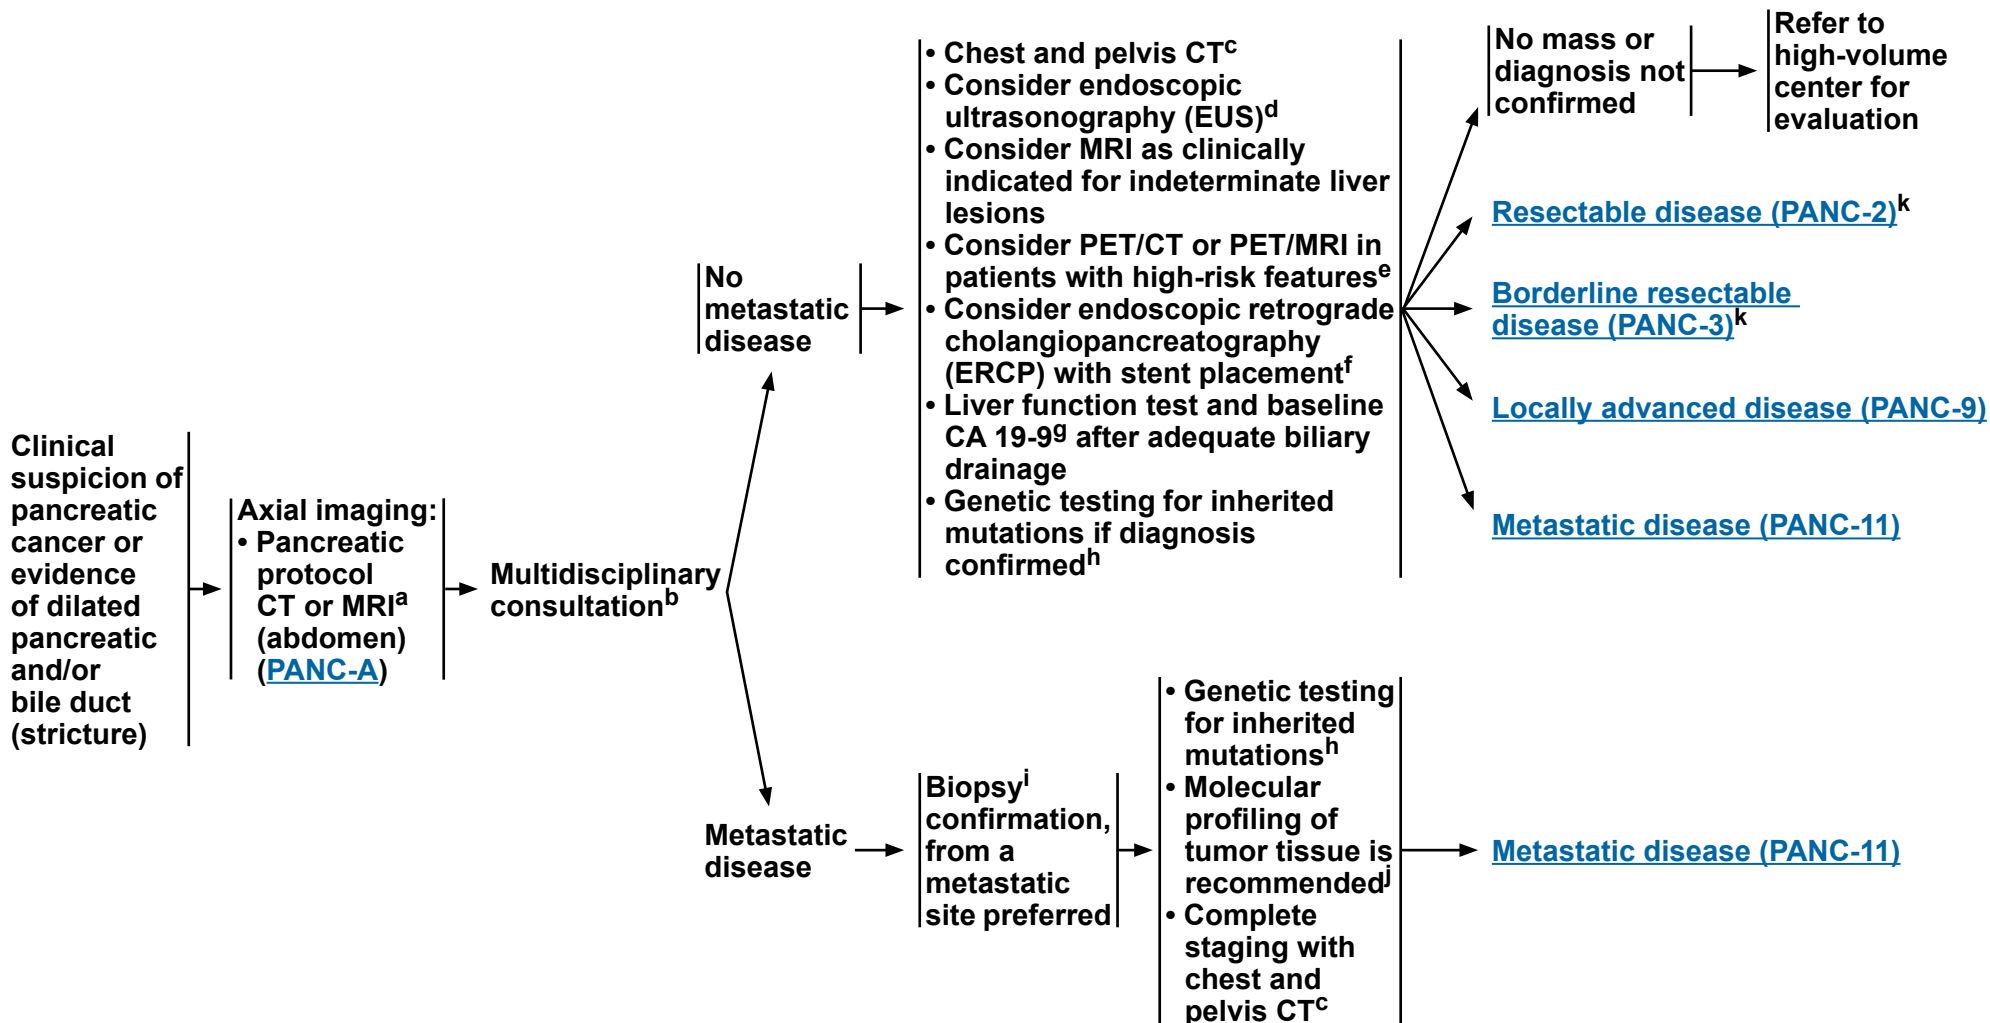 Clinical
suspicion of
pancreatic
cancer or
evidence
of dilated
pancreatic
and/or
bile duct
(stricture)
Axial imaging:
• Pancreatic
protocol
CT or MRIa
(abdomen)
(PANC-A)
Multidisciplinary
consultationb
No
metastatic
disease
• Chest and pelvis CTc
• Consider endoscopic
ultrasonography (EUS)d
• Consider MRI as clinically
indicated for indeterminate liver
lesions
• Consider PET/CT or PET/MRI in
patients with high-risk featurese
• Consider endoscopic retrograde
cholangiopancreatography
(ERCP) with stent placementf
• Liver function test and baseline
CA 19-9g after adequate biliary
drainage
• Genetic testing for inherited
mutations if diagnosis
confirmedh
No mass or
diagnosis not
confirmed
Refer to
high-volume
center for
evaluation
Resectable disease (PANC-2)k
Borderline resectable
disease (PANC-3)k
Locally advanced disease (PANC-9)
Metastatic disease (PANC-11)
Metastatic
disease
Biopsyi
confirmation,
from a
metastatic
site preferred
• Genetic testing
for inherited
mutationsh
• Molecular
profiling of
tumor tissue is
recommendedj
• Complete
staging with
chest and
pelvis CTc
Metastatic disease (PANC-11)